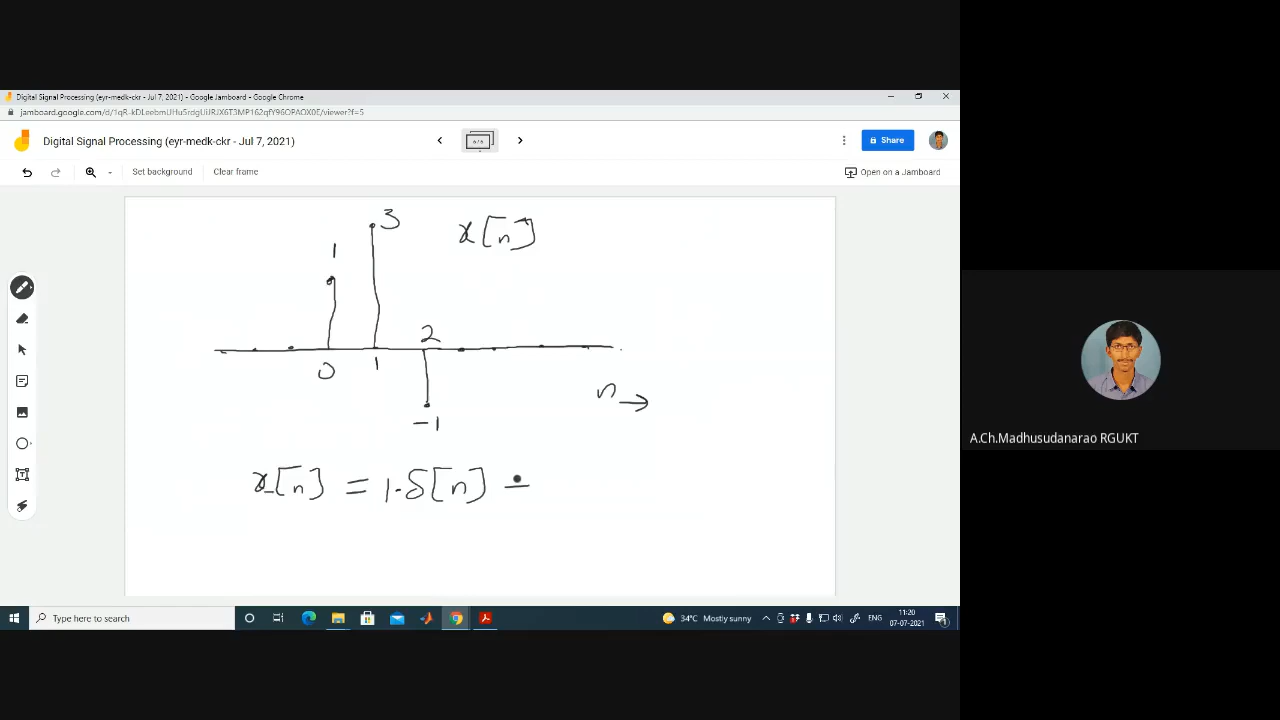 Digital Signal Processing (eyr-medk-ckr - Jul 7, 2021) - Google Jamboard - Google Chrome
Digital Signal Processing (eyr-medk-ckr - Jul 7, 2021)
6 / 6
Share
Set background
Clear frame
Open on a Jamboard
3
x[n]
1
2
0
1
n →
-1
x[n] = 1·δ[n]
A.Ch.Madhusudanarao RGUKT
Type here to search
34°C Mostly sunny
ENG
11:20
07-07-2021